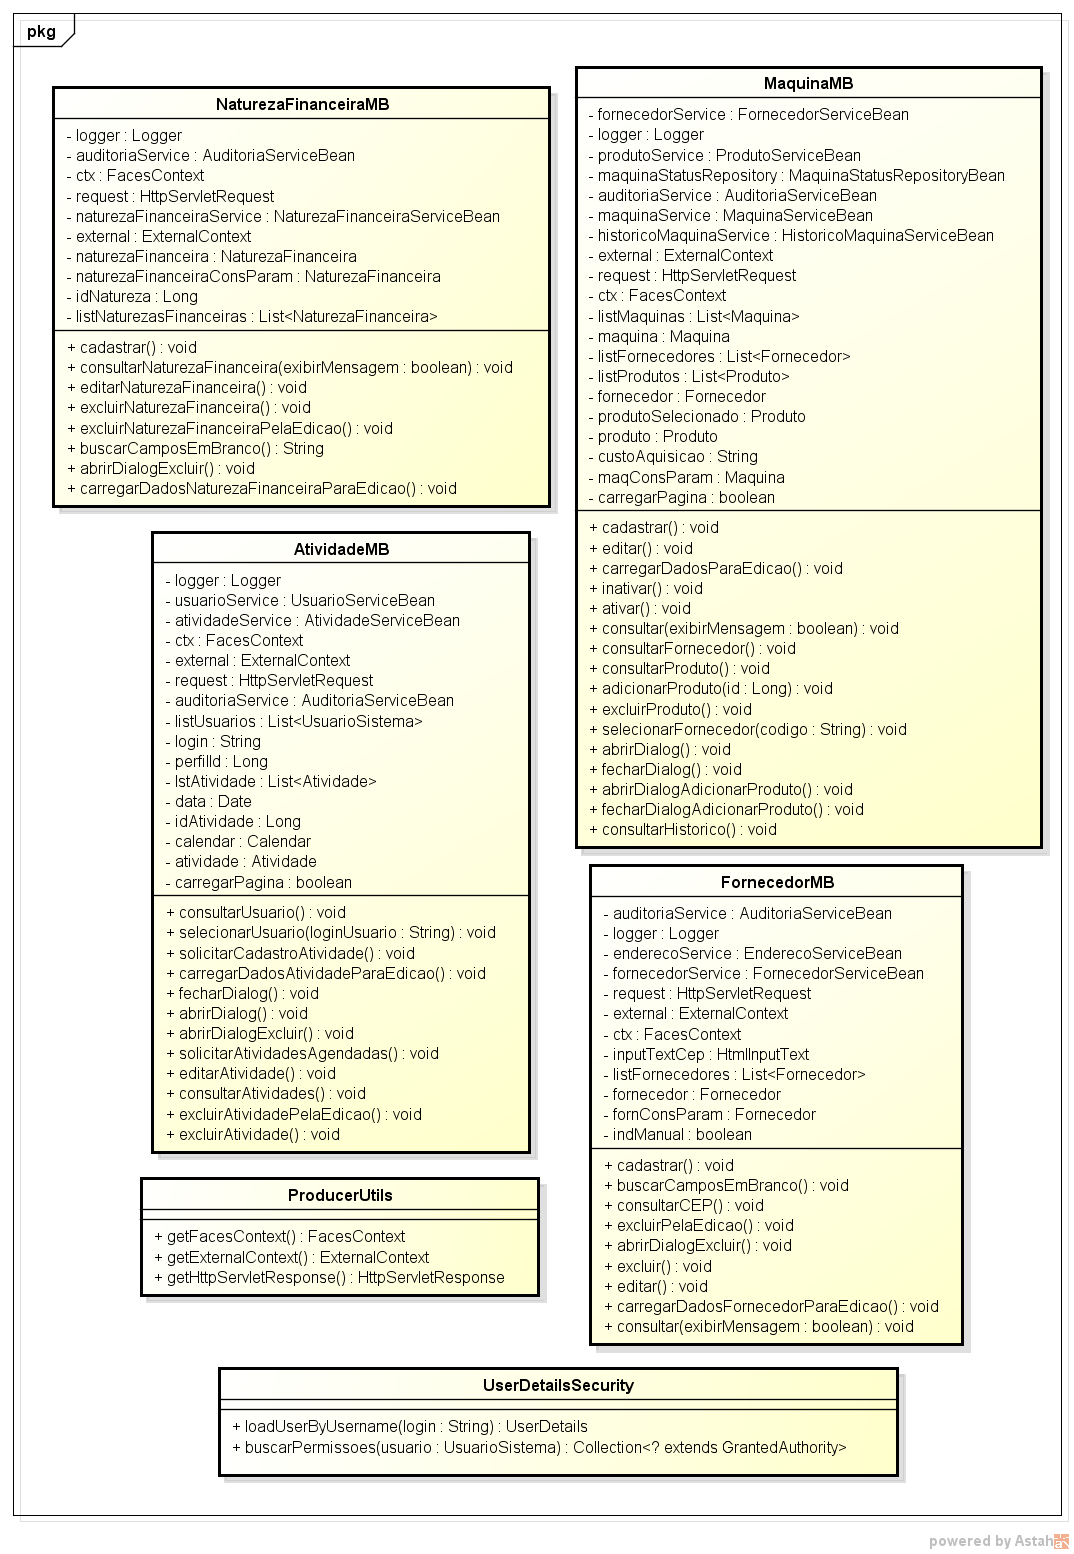 pkg
NaturezaFinanceiraMB
- logger : Logger
- auditoriaService : AuditoriaServiceBean
- ctx : FacesContext
- request : HttpServletRequest
- naturezaFinanceiraService : NaturezaFinanceiraServiceBean
- external : ExternalContext
- naturezaFinanceira : NaturezaFinanceira
- naturezaFinanceiraConsParam : NaturezaFinanceira
- idNatureza : Long
- listNaturezasFinanceiras : List<NaturezaFinanceira>
+ cadastrar() : void
+ consultarNaturezaFinanceira(exibirMensagem : boolean) : void
+ editarNaturezaFinanceira() : void
+ excluirNaturezaFinanceira() : void
+ excluirNaturezaFinanceiraPelaEdicao() : void
+ buscarCamposEmBranco() : String
+ abrirDialogExcluir() : void
+ carregarDadosNaturezaFinanceiraParaEdicao() : void
MaquinaMB
- fornecedorService : FornecedorServiceBean
- logger : Logger
- produtoService : ProdutoServiceBean
- maquinaStatusRepository : MaquinaStatusRepositoryBean
- auditoriaService : AuditoriaServiceBean
- maquinaService : MaquinaServiceBean
- historicoMaquinaService : HistoricoMaquinaServiceBean
- external : ExternalContext
- request : HttpServletRequest
- ctx : FacesContext
- listMaquinas : List<Maquina>
- maquina : Maquina
- listFornecedores : List<Fornecedor>
- listProdutos : List<Produto>
- fornecedor : Fornecedor
- produtoSelecionado : Produto
- produto : Produto
- custoAquisicao : String
- maqConsParam : Maquina
- carregarPagina : boolean
+ cadastrar() : void
+ editar() : void
+ carregarDadosParaEdicao() : void
+ inativar() : void
+ ativar() : void
+ consultar(exibirMensagem : boolean) : void
+ consultarFornecedor() : void
+ consultarProduto() : void
+ adicionarProduto(id : Long) : void
+ excluirProduto() : void
+ selecionarFornecedor(codigo : String) : void
+ abrirDialog() : void
+ fecharDialog() : void
+ abrirDialogAdicionarProduto() : void
+ fecharDialogAdicionarProduto() : void
+ consultarHistorico() : void
AtividadeMB
- logger : Logger
- usuarioService : UsuarioServiceBean
- atividadeService : AtividadeServiceBean
- ctx : FacesContext
- external : ExternalContext
- request : HttpServletRequest
- auditoriaService : AuditoriaServiceBean
- listUsuarios : List<UsuarioSistema>
- login : String
- perfilId : Long
- lstAtividade : List<Atividade>
- data : Date
- idAtividade : Long
- calendar : Calendar
- atividade : Atividade
- carregarPagina : boolean
+ consultarUsuario() : void
+ selecionarUsuario(loginUsuario : String) : void
+ solicitarCadastroAtividade() : void
+ carregarDadosAtividadeParaEdicao() : void
+ fecharDialog() : void
+ abrirDialog() : void
+ abrirDialogExcluir() : void
+ solicitarAtividadesAgendadas() : void
+ editarAtividade() : void
+ consultarAtividades() : void
+ excluirAtividadePelaEdicao() : void
+ excluirAtividade() : void
FornecedorMB
- auditoriaService : AuditoriaServiceBean
- logger : Logger
- enderecoService : EnderecoServiceBean
- fornecedorService : FornecedorServiceBean
- request : HttpServletRequest
- external : ExternalContext
- ctx : FacesContext
- inputTextCep : HtmlInputText
- listFornecedores : List<Fornecedor>
- fornecedor : Fornecedor
- fornConsParam : Fornecedor
- indManual : boolean
+ cadastrar() : void
+ buscarCamposEmBranco() : void
+ consultarCEP() : void
+ excluirPelaEdicao() : void
+ abrirDialogExcluir() : void
+ excluir() : void
+ editar() : void
+ carregarDadosFornecedorParaEdicao() : void
+ consultar(exibirMensagem : boolean) : void
ProducerUtils
+ getFacesContext() : FacesContext
+ getExternalContext() : ExternalContext
+ getHttpServletResponse() : HttpServletResponse
UserDetailsSecurity
+ loadUserByUsername(login : String) : UserDetails
+ buscarPermissoes(usuario : UsuarioSistema) : Collection<? extends GrantedAuthority>
powered by Astah